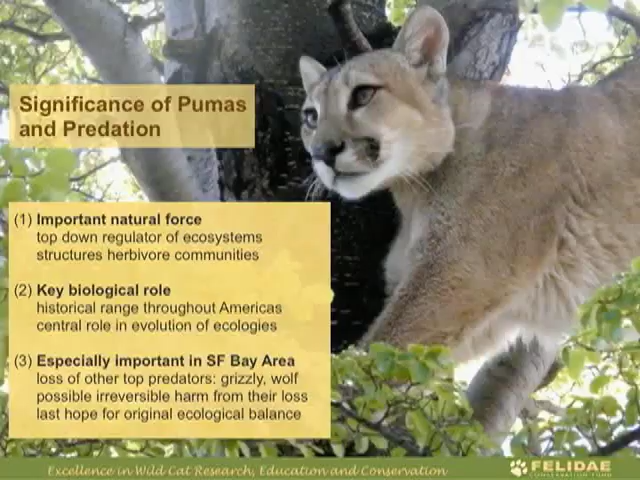 Significance of Pumas
and Predation
(1) Important natural force
top down regulator of ecosystems
structures herbivore communities
(2) Key biological role
historical range throughout Americas
central role in evolution of ecologies
(3) Especially important in SF Bay Area
loss of other top predators: grizzly, wolf
possible irreversible harm from their loss
last hope for original ecological balance
Excellence in Wild Cat Research, Education and Conservation
FELIDAE
CONSERVATION FUND